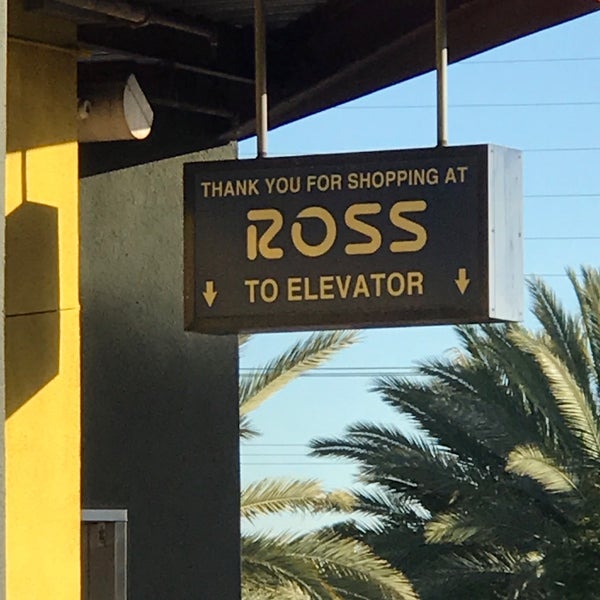 THANK YOU FOR SHOPPING AT
ROSS
TO ELEVATOR